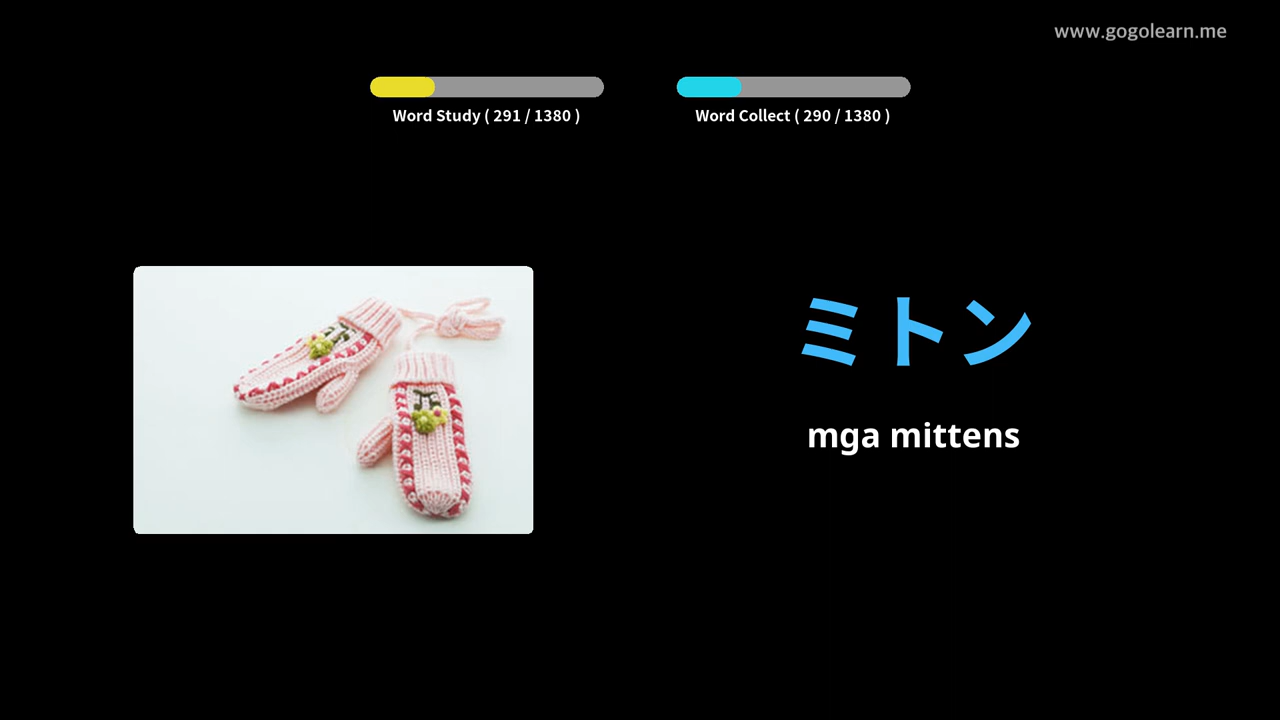 www.gogolearn.me
Word Study ( 291 / 1380 )
Word Collect ( 290 / 1380 )
ミトン
mga mittens